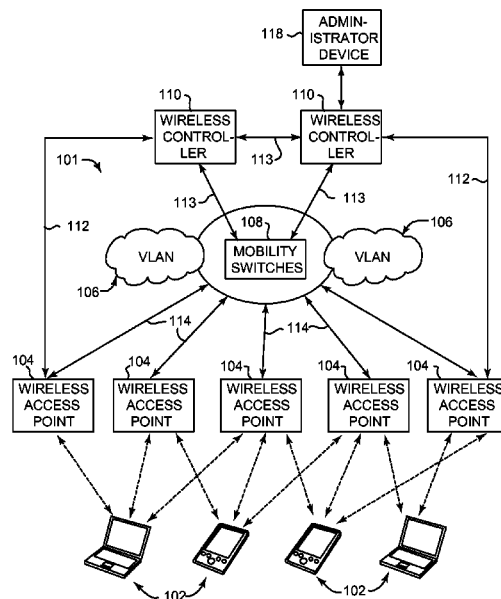 118
ADMIN-
ISTRATOR
DEVICE
110
WIRELESS
CONTROL-
LER
110
WIRELESS
CONTROL-
LER
113
101
112
112
113
113
106
108
MOBILITY
SWITCHES
VLAN
VLAN
106
114
114
104
WIRELESS
ACCESS
POINT
104
WIRELESS
ACCESS
POINT
104
WIRELESS
ACCESS
POINT
104
WIRELESS
ACCESS
POINT
104
WIRELESS
ACCESS
POINT
102
102